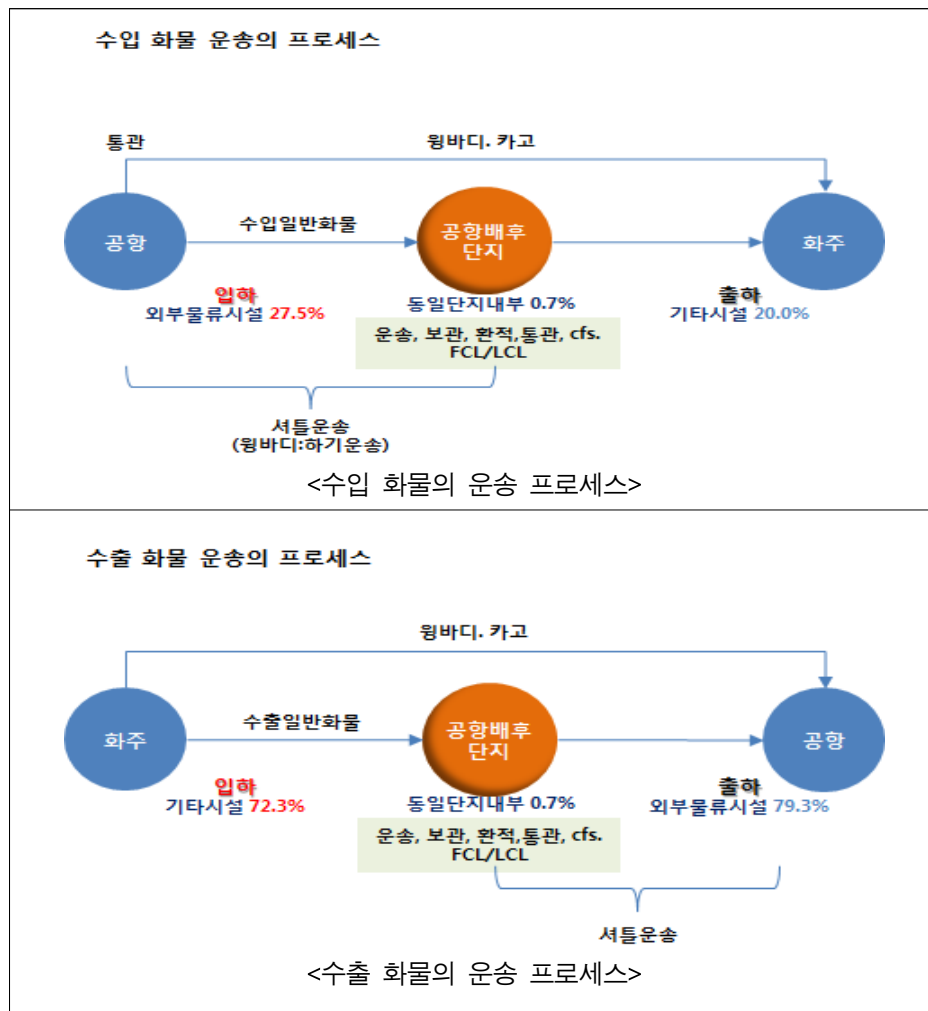 수입 화물 운송의 프로세스
통관
윙바디. 카고
공항
수입일반화물
공항배후
단지
화주
입하
외부물류시설 27.5%
동일단지내부 0.7%
출하
기타시설 20.0%
운송, 보관, 환적,통관, cfs.
FCL/LCL
셔틀운송
(윙바디:하기운송)
<수입 화물의 운송 프로세스>
수출 화물 운송의 프로세스
윙바디. 카고
화주
수출일반화물
공항배후
단지
공항
입하
기타시설 72.3%
동일단지내부 0.7%
출하
외부물류시설 79.3%
운송, 보관, 환적,통관, cfs.
FCL/LCL
셔틀운송
<수출 화물의 운송 프로세스>